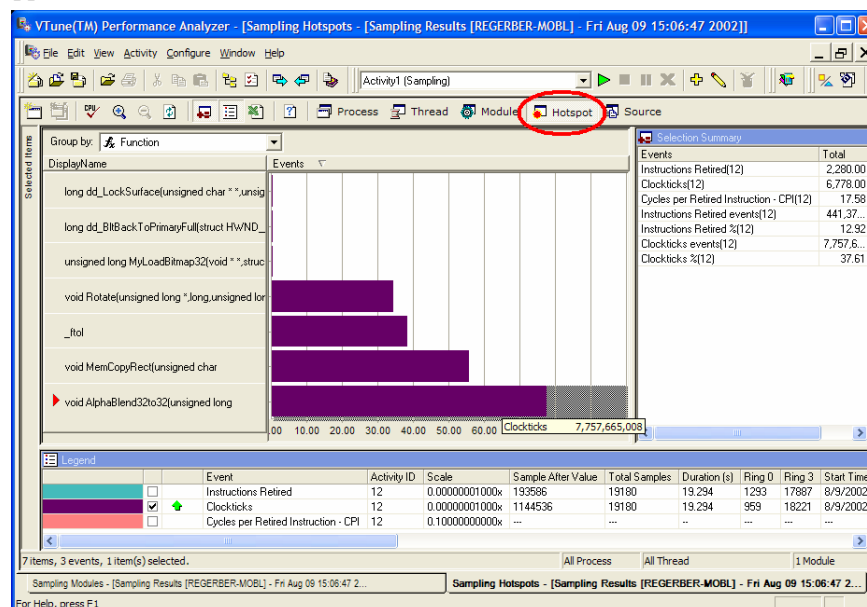 VTune(TM) Performance Analyzer - [Sampling Hotspots - [Sampling Results [REGERBER-MOBL] - Fri Aug 09 15:06:47 2002]]
File Edit View Activity Configure Window Help
Activity1 (Sampling)
Process Thread Module Hotspot Source
Selected Items
Group by: Function
DisplayName Events
long dd_LockSurface(unsigned char * *,unsig
long dd_BltBackToPrimaryFull(struct HWND_
unsigned long MyLoadBitmap32(void * *,struc
void Rotate(unsigned long *,long,unsigned lor
_ftol
void MemCopyRect(unsigned char
void AlphaBlend32to32(unsigned long
.00 10.00 20.00 30.00 40.00 50.00 60.00
Clockticks 7,757,665,008
Selection Summary
Events Total
Instructions Retired(12) 2,280.00
Clockticks(12) 6,778.00
Cycles per Retired Instruction - CPI(12) 17.58
Instructions Retired events(12) 441,37...
Instructions Retired %(12) 12.92
Clockticks events(12) 7,757,6...
Clockticks %(12) 37.61
Legend
Event Activity ID Scale Sample After Value Total Samples Duration (s) Ring 0 Ring 3 Start Time
Instructions Retired 12 0.00000001000x 193586 19180 19.294 1293 17887 8/9/2002
Clockticks 12 0.00000001000x 1144536 19180 19.294 959 18221 8/9/2002
Cycles per Retired Instruction - CPI 12 0.10000000000x --- --- -- --- --- ---
7 items, 3 events, 1 item(s) selected. All Process All Thread 1 Module
Sampling Modules - [Sampling Results [REGERBER-MOBL] - Fri Aug 09 15:06:47 2... Sampling Hotspots - [Sampling Results [REGERBER-MOBL] - Fri Aug 09 15:06:47 2...
For Help, press F1